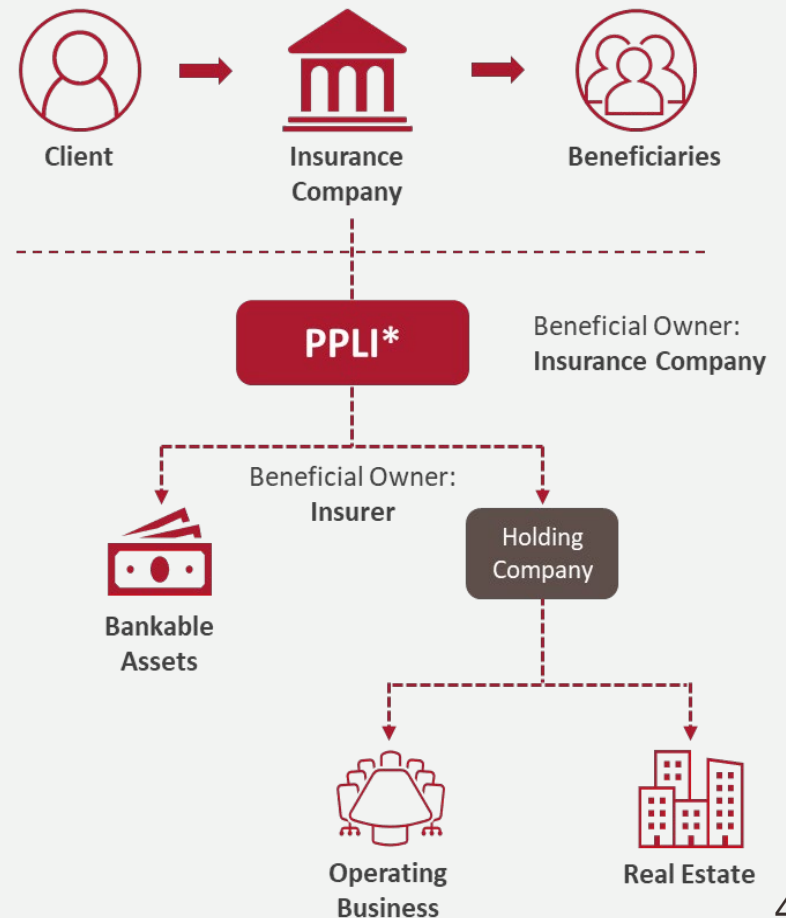 Client
Insurance
Company
Beneficiaries
PPLI*
Beneficial Owner:
Insurance Company
Beneficial Owner:
Insurer
Holding
Company
Bankable
Assets
Operating
Business
Real Estate
4